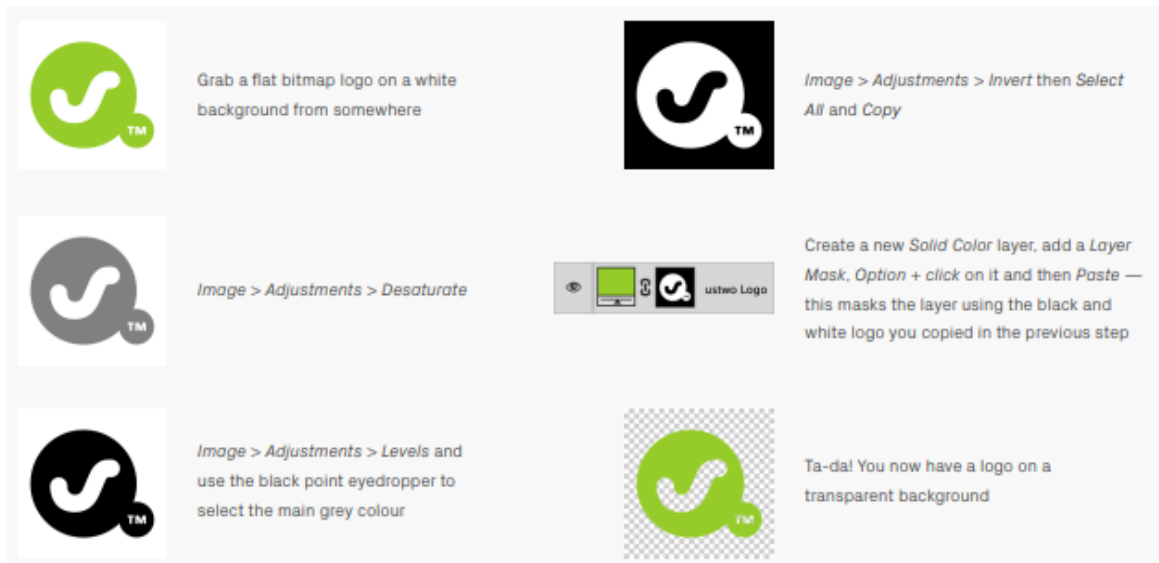 TM
Grab a flat bitmap logo on a white
background from somewhere
TM
Image > Adjustments > Desaturate
TM
Image > Adjustments > Levels and
use the black point eyedropper to
select the main grey colour
TM
Image > Adjustments > Invert then Select
All and Copy
ustwo Logo
Create a new Solid Color layer, add a Layer
Mask, Option + click on it and then Paste —
this masks the layer using the black and
white logo you copied in the previous step
TM
Ta-da! You now have a logo on a
transparent background